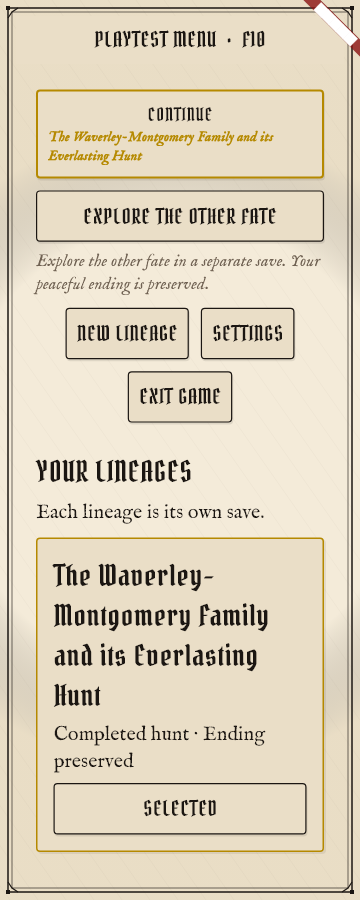 PLAYTEST MENU · F10
CONTINUE
The Waverley-Montgomery Family and its
Everlasting Hunt
EXPLORE THE OTHER FATE
Explore the other fate in a separate save. Your
peaceful ending is preserved.
NEW LINEAGE
SETTINGS
EXIT GAME
YOUR LINEAGES
Each lineage is its own save.
The Waverley-
Montgomery Family
and its Everlasting
Hunt
Completed hunt · Ending
preserved
SELECTED